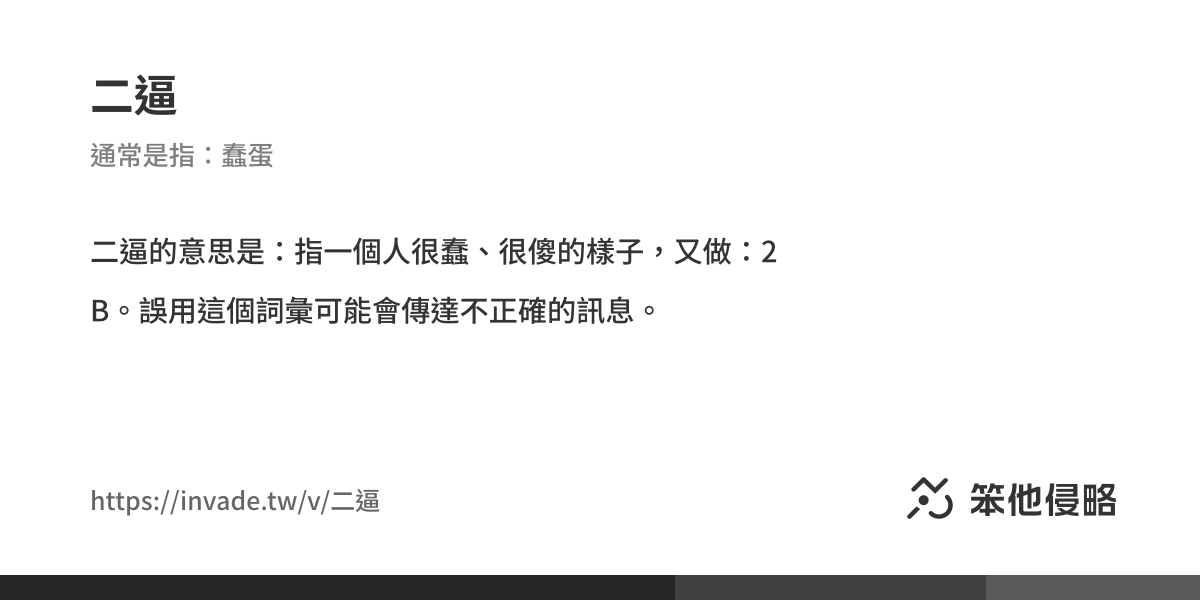 二逼
通常是指：蠢蛋
二逼的意思是：指一個人很蠢、很傻的樣子，又做：2
B。誤用這個詞彙可能會傳達不正確的訊息。
https://invade.tw/v/二逼
笨他侵略